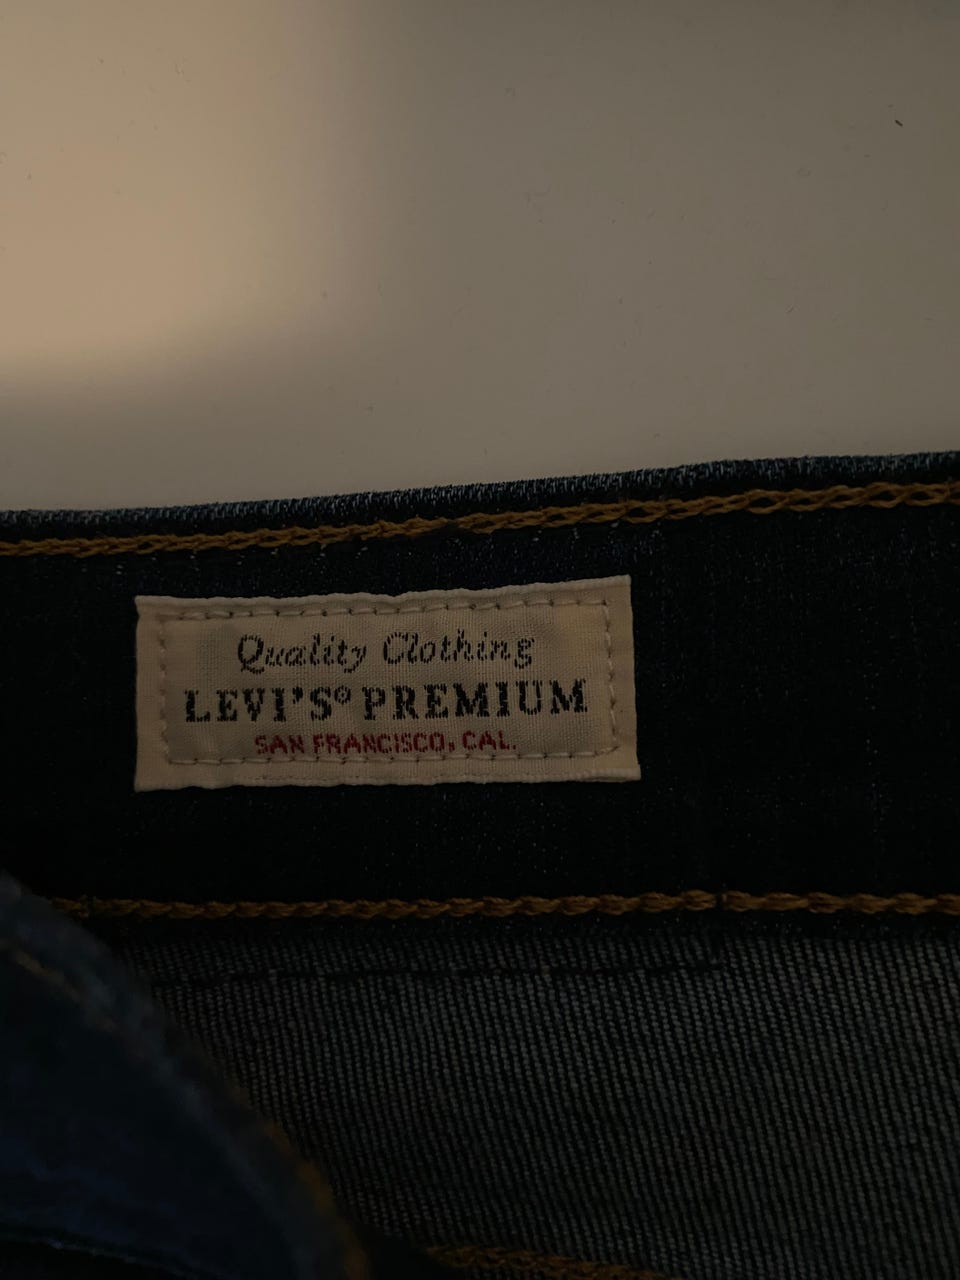 Quality Clothing
LEVI'S® PREMIUM
SAN FRANCISCO, CAL.